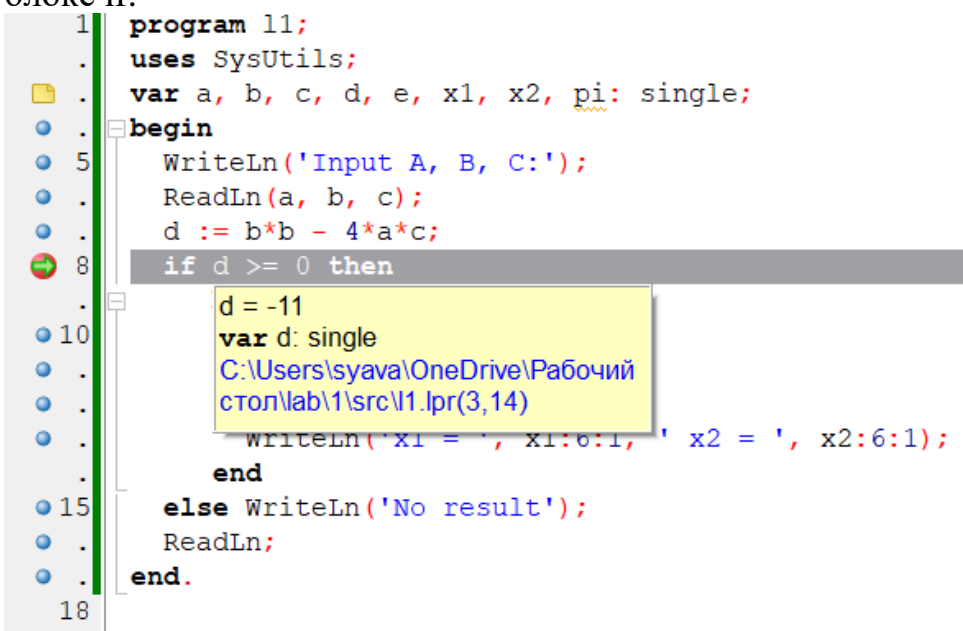 1 program l1;
. uses SysUtils;
. var a, b, c, d, e, x1, x2, pi: single;
. begin
5 WriteLn('Input A, B, C:');
. ReadLn(a, b, c);
. d := b*b - 4*a*c;
8 if d >= 0 then
.
d = -11
10
var d: single
. C:\Users\syava\OneDrive\Рабочий
. стол\lab\1\src\l1.lpr(3,14)
. WriteLn('x1 = ', x1:6:1, ' x2 = ', x2:6:1);
. end
15 else WriteLn('No result');
. ReadLn;
. end.
18